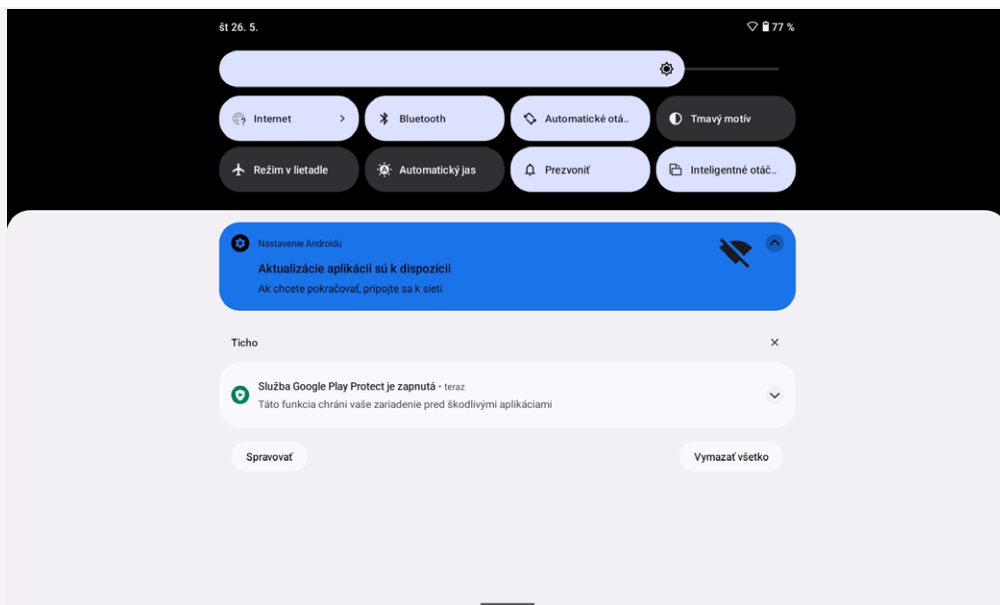 št 26. 5.
77 %
Internet
Bluetooth
Automatické otá..
Tmavý motív
Režim v lietadle
Automatický jas
Prezvoniť
Inteligentné otáč..
Nastavenie Androidu
Aktualizácie aplikácií sú k dispozícii
Ak chcete pokračovať, pripojte sa k sieti
Ticho
Služba Google Play Protect je zapnutá • teraz
Táto funkcia chráni vaše zariadenie pred škodlivými aplikáciami
Spravovať
Vymazať všetko